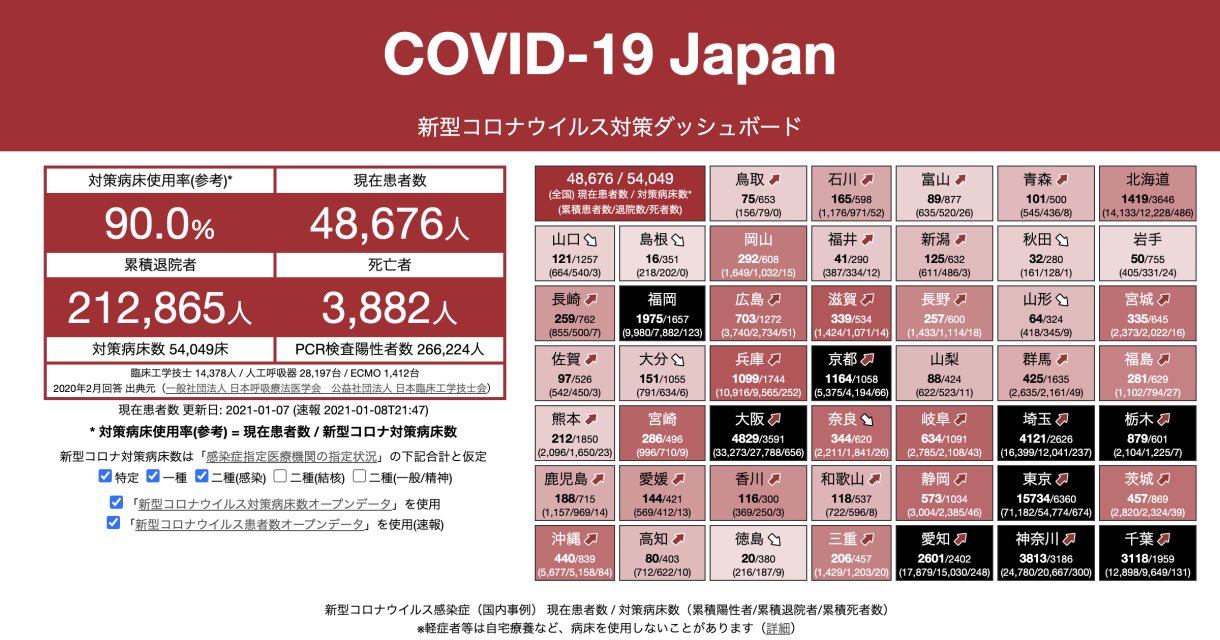 COVID-19 Japan
新型コロナウイルス対策ダッシュボード
対策病床使用率(参考)*
現在患者数
90.0%
48,676人
累積退院者
死亡者
212,865人
3,882人
対策病床数 54,049床
PCR検査陽性者数 266,224人
臨床工学技士 14,378人 / 人工呼吸器 28,197台 / ECMO 1,412台
2020年2月回答 出典元（一般社団法人 日本呼吸療法医学会　公益社団法人 日本臨床工学技士会）
現在患者数 更新日: 2021-01-07 (速報 2021-01-08T21:47)
* 対策病床使用率(参考) = 現在患者数 / 新型コロナ対策病床数
新型コロナ対策病床数は「感染症指定医療機関の指定状況」の下記合計と仮定
特定 一種 二種(感染) 二種(結核) 二種(一般/精神)
「新型コロナウイルス対策病床数オープンデータ」を使用
「新型コロナウイルス患者数オープンデータ」を使用(速報)
48,676 / 54,049
(全国) 現在患者数 / 対策病床数*
(累積患者数/退院数/死者数)
鳥取
75/653
(156/79/0)
石川
165/598
(1,176/971/52)
富山
89/877
(635/520/26)
青森
101/500
(545/436/8)
北海道
1419/3646
(14,133/12,228/486)
山口
121/1257
(664/540/3)
島根
16/351
(218/202/0)
岡山
292/608
(1,649/1,032/15)
福井
41/290
(387/334/12)
新潟
125/632
(611/486/3)
秋田
32/280
(161/128/1)
岩手
50/755
(405/331/24)
長崎
259/762
(855/500/7)
福岡
1975/1657
(9,980/7,882/123)
広島
703/1272
(3,740/2,734/51)
滋賀
339/534
(1,424/1,071/14)
長野
257/600
(1,433/1,114/18)
山形
64/324
(418/345/9)
宮城
335/645
(2,373/2,022/16)
佐賀
97/526
(542/450/3)
大分
151/1055
(791/634/6)
兵庫
1099/1744
(10,916/9,565/252)
京都
1164/1058
(5,375/4,194/66)
山梨
88/424
(622/523/11)
群馬
425/1635
(2,635/2,161/49)
福島
281/629
(1,102/794/27)
熊本
212/1850
(2,096/1,650/23)
宮崎
286/496
(996/710/9)
大阪
4829/3591
(33,273/27,788/656)
奈良
344/620
(2,211/1,841/26)
岐阜
634/1091
(2,785/2,108/43)
埼玉
4121/2626
(16,399/12,041/237)
栃木
879/601
(2,104/1,225/7)
鹿児島
188/715
(1,157/969/14)
愛媛
144/421
(569/412/13)
香川
116/300
(369/250/3)
和歌山
118/537
(722/596/8)
静岡
573/1034
(3,004/2,385/46)
東京
15734/6360
(71,182/54,774/674)
茨城
457/869
(2,820/2,324/39)
沖縄
440/839
(5,677/5,158/84)
高知
80/403
(712/622/10)
徳島
20/380
(216/187/9)
三重
206/457
(1,429/1,203/20)
愛知
2601/2402
(17,879/15,030/248)
神奈川
3813/3186
(24,780/20,667/300)
千葉
3118/1959
(12,898/9,649/131)
新型コロナウイルス感染症（国内事例） 現在患者数 / 対策病床数（累積陽性者/累積退院者/累積死者数）
※軽症者等は自宅療養など、病床を使用しないことがあります（詳細）